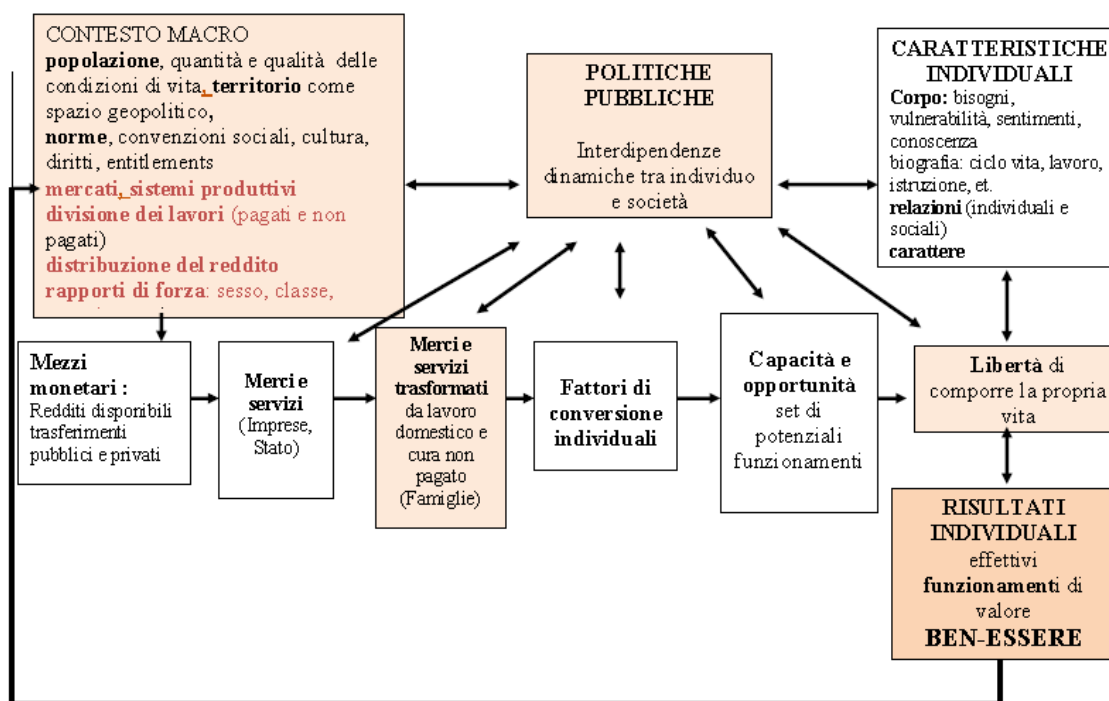 CONTESTO MACRO
popolazione, quantità e qualità delle
condizioni di vita, territorio come
spazio geopolitico,
norme, convenzioni sociali, cultura,
diritti, entitlements
mercati, sistemi produttivi
divisione dei lavori (pagati e non
pagati)
distribuzione del reddito
rapporti di forza: sesso, classe,
POLITICHE
PUBBLICHE
Interdipendenze
dinamiche tra individuo
e società
CARATTERISTICHE
INDIVIDUALI
Corpo: bisogni,
vulnerabilità, sentimenti,
conoscenza
biografia: ciclo vita, lavoro,
istruzione, et.
relazioni (individuali e
sociali)
carattere
Mezzi
monetari :
Redditi disponibili
trasferimenti
pubblici e privati
Merci e
servizi
(Imprese,
Stato)
Merci e
servizi
trasformati
da lavoro
domestico e
cura non
pagato
(Famiglie)
Fattori di
conversione
individuali
Capacità e
opportunità
set di
potenziali
funzionamenti
Libertà di
comporre la propria
vita
RISULTATI
INDIVIDUALI
effettivi
funzionamenti di
valore
BEN-ESSERE